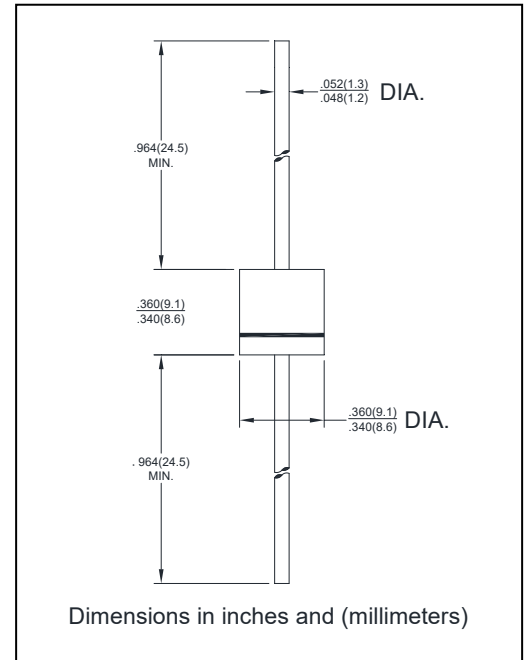 .052(1.3)
.048(1.2) DIA.
.964(24.5)
MIN.
.360(9.1)
.340(8.6)
.360(9.1)
.340(8.6) DIA.
. 964(24.5)
MIN.
Dimensions in inches and (millimeters)